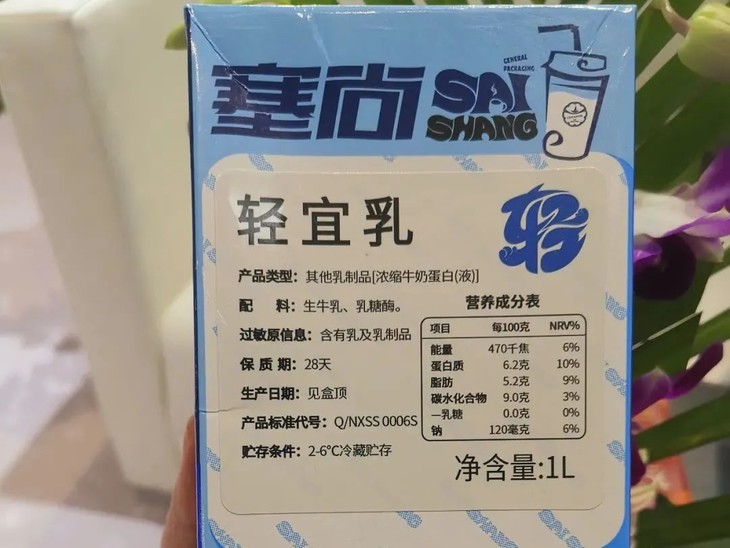 塞尚
SAI
SHANG
GENERAL
PACKAGING
轻宜乳
轻
产品类型：其他乳制品[浓缩牛奶蛋白(液)]
配 料：生牛乳、乳糖酶。
过敏原信息：含有乳及乳制品
保 质 期：28天
生产日期：见盒顶
产品标准代号：Q/NXSS 0006S
贮存条件：2-6℃冷藏贮存
营养成分表
项目 每100克 NRV%
能量 470千焦 6%
蛋白质 6.2克 10%
脂肪 5.2克 9%
碳水化合物 9.0克 3%
—乳糖 0.0克 0%
钠 120毫克 6%
净含量:1L